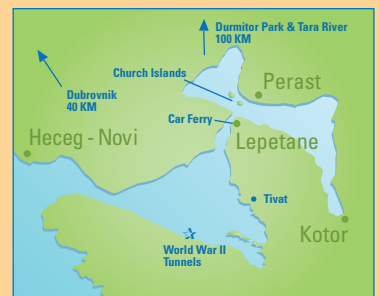 Durmitor Park & Tara River
100 KM
Church Islands
Perast
Dubrovnik
40 KM
Car Ferry
Heceg - Novi
Lepetane
Tivat
Kotor
World War II
Tunnels